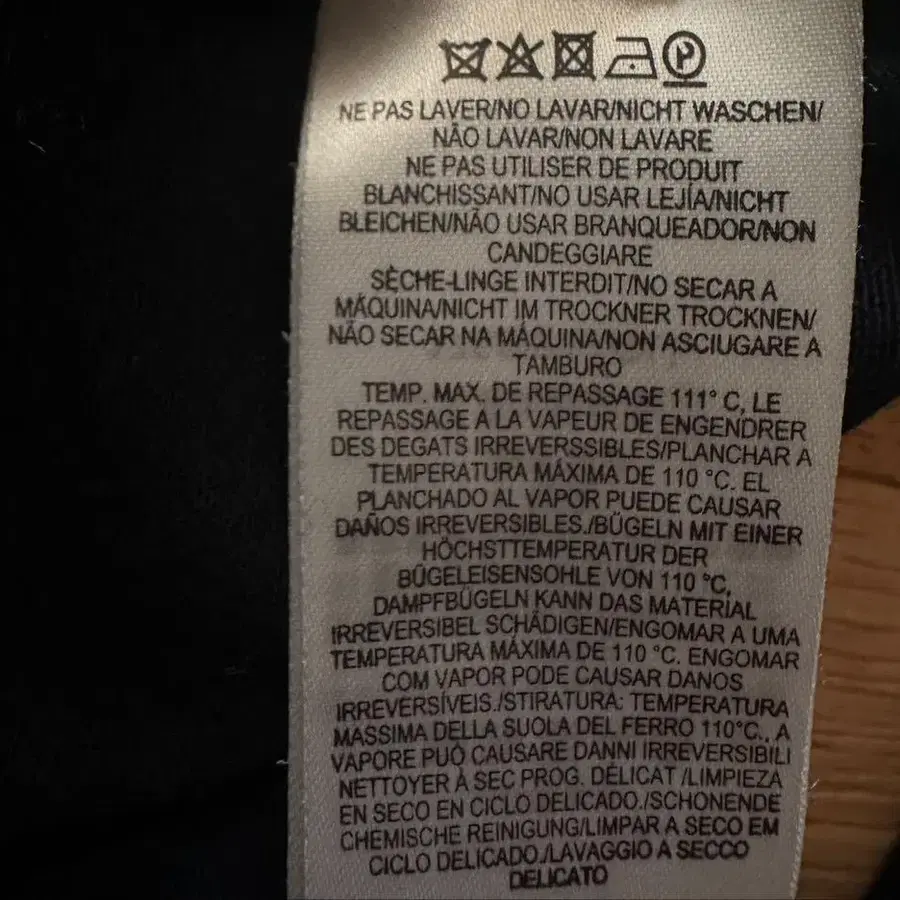 P
NE PAS LAVER/NO LAVAR/NICHT WASCHEN/
NÃO LAVAR/NON LAVARE
NE PAS UTILISER DE PRODUIT
BLANCHISSANT/NO USAR LEJÍA/NICHT
BLEICHEN/NÃO USAR BRANQUEADOR/NON
CANDEGGIARE
SÈCHE-LINGE INTERDIT/NO SECAR A
MÁQUINA/NICHT IM TROCKNER TROCKNEN/
NÃO SECAR NA MÁQUINA/NON ASCIUGARE A
TAMBURO
TEMP. MAX. DE REPASSAGE 111° C, LE
REPASSAGE A LA VAPEUR DE ENGENDRER
DES DEGATS IRREVERSSIBLES/PLANCHAR A
TEMPERATURA MÁXIMA DE 110 °C. EL
PLANCHADO AL VAPOR PUEDE CAUSAR
DAÑOS IRREVERSIBLES./BÜGELN MIT EINER
HÖCHSTTEMPERATUR DER
BÜGELEISENSOHLE VON 110 °C,
DAMPFBÜGELN KANN DAS MATERIAL
IRREVERSIBEL SCHÄDIGEN/ENGOMAR A UMA
TEMPERATURA MÁXIMA DE 110 °C. ENGOMAR
COM VAPOR PODE CAUSAR DANOS
IRREVERSÍVEIS./STIRATURA: TEMPERATURA
MASSIMA DELLA SUOLA DEL FERRO 110°C., A
VAPORE PUÒ CAUSARE DANNI IRREVERSIBILI
NETTOYER À SEC PROG. DÉLICAT /LIMPIEZA
EN SECO EN CICLO DELICADO./SCHONENDE
CHEMISCHE REINIGUNG/LIMPAR A SECO EM
CICLO DELICADO./LAVAGGIO A SECCO
DELICATO